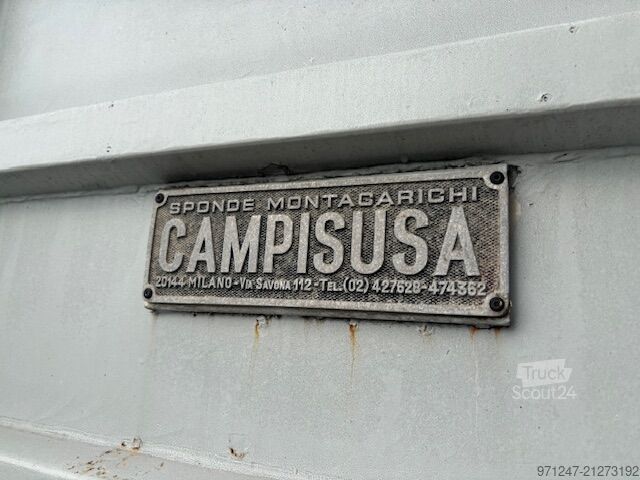 SPONDE MONTACARICHI
CAMPISUSA
20144 MILANO - VIA SAVONA 112 - TEL. (02) 427628 - 474362
Truck
Scout24
971247-21273192